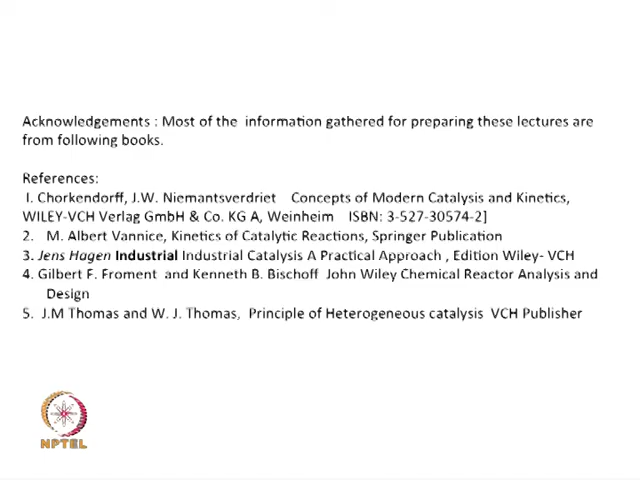 Acknowledgements : Most of the information gathered for preparing these lectures are
from following books.
References:
I. Chorkendorff, J.W. Niemantsverdriet Concepts of Modern Catalysis and Kinetics,
WILEY-VCH Verlag GmbH & Co. KG A, Weinheim ISBN: 3-527-30574-2]
2. M. Albert Vannice, Kinetics of Catalytic Reactions, Springer Publication
3. Jens Hagen Industrial Industrial Catalysis A Practical Approach , Edition Wiley- VCH
4. Gilbert F. Froment and Kenneth B. Bischoff John Wiley Chemical Reactor Analysis and
Design
5. J.M Thomas and W. J. Thomas, Principle of Heterogeneous catalysis VCH Publisher
NPTEL